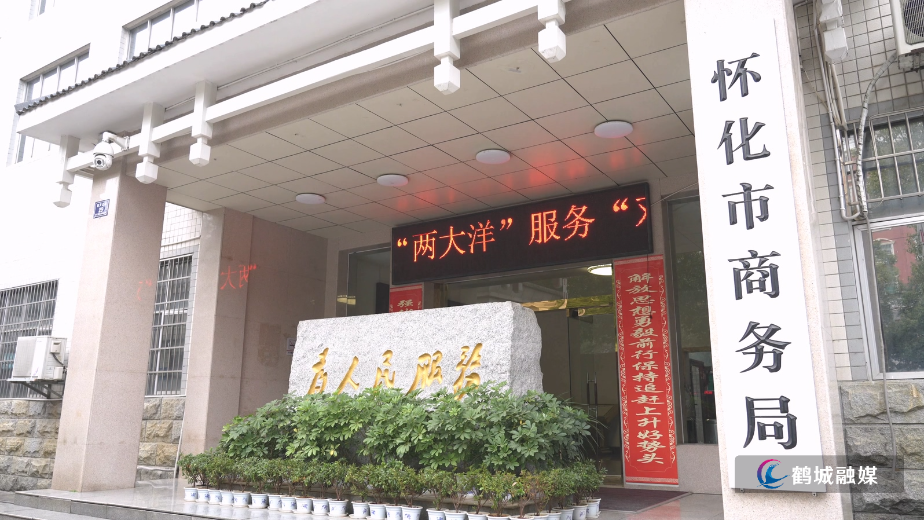 怀化市商务局
“两大洋”服务“
解放思想勇毅前行保持追赶上升好势头
为人民服务
鹤城融媒